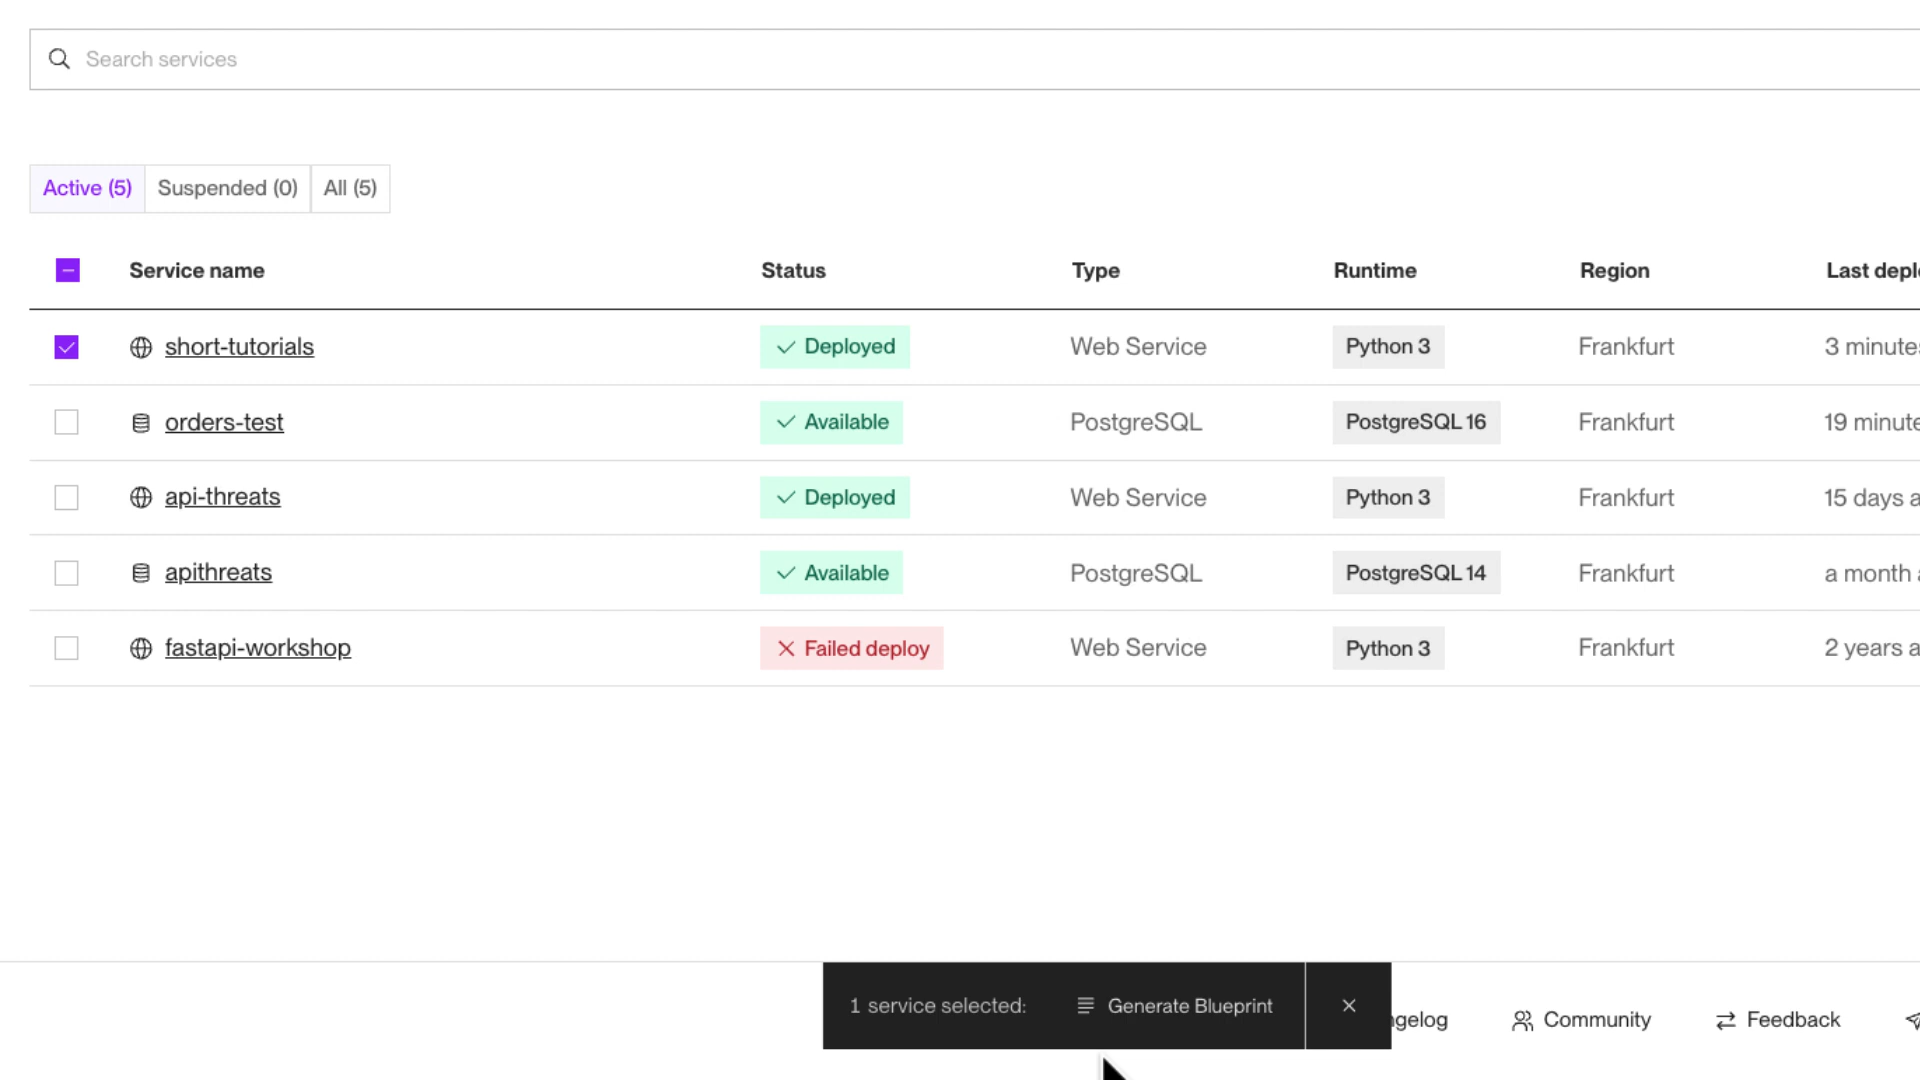 Search services
Active (5) Suspended (0) All (5)
Service name Status Type Runtime Region Last depl
short-tutorials Deployed Web Service Python 3 Frankfurt 3 minute
orders-test Available PostgreSQL PostgreSQL 16 Frankfurt 19 minute
api-threats Deployed Web Service Python 3 Frankfurt 15 days a
apithreats Available PostgreSQL PostgreSQL 14 Frankfurt a month
fastapi-workshop Failed deploy Web Service Python 3 Frankfurt 2 years a
1 service selected: Generate Blueprint ngelog Community Feedback